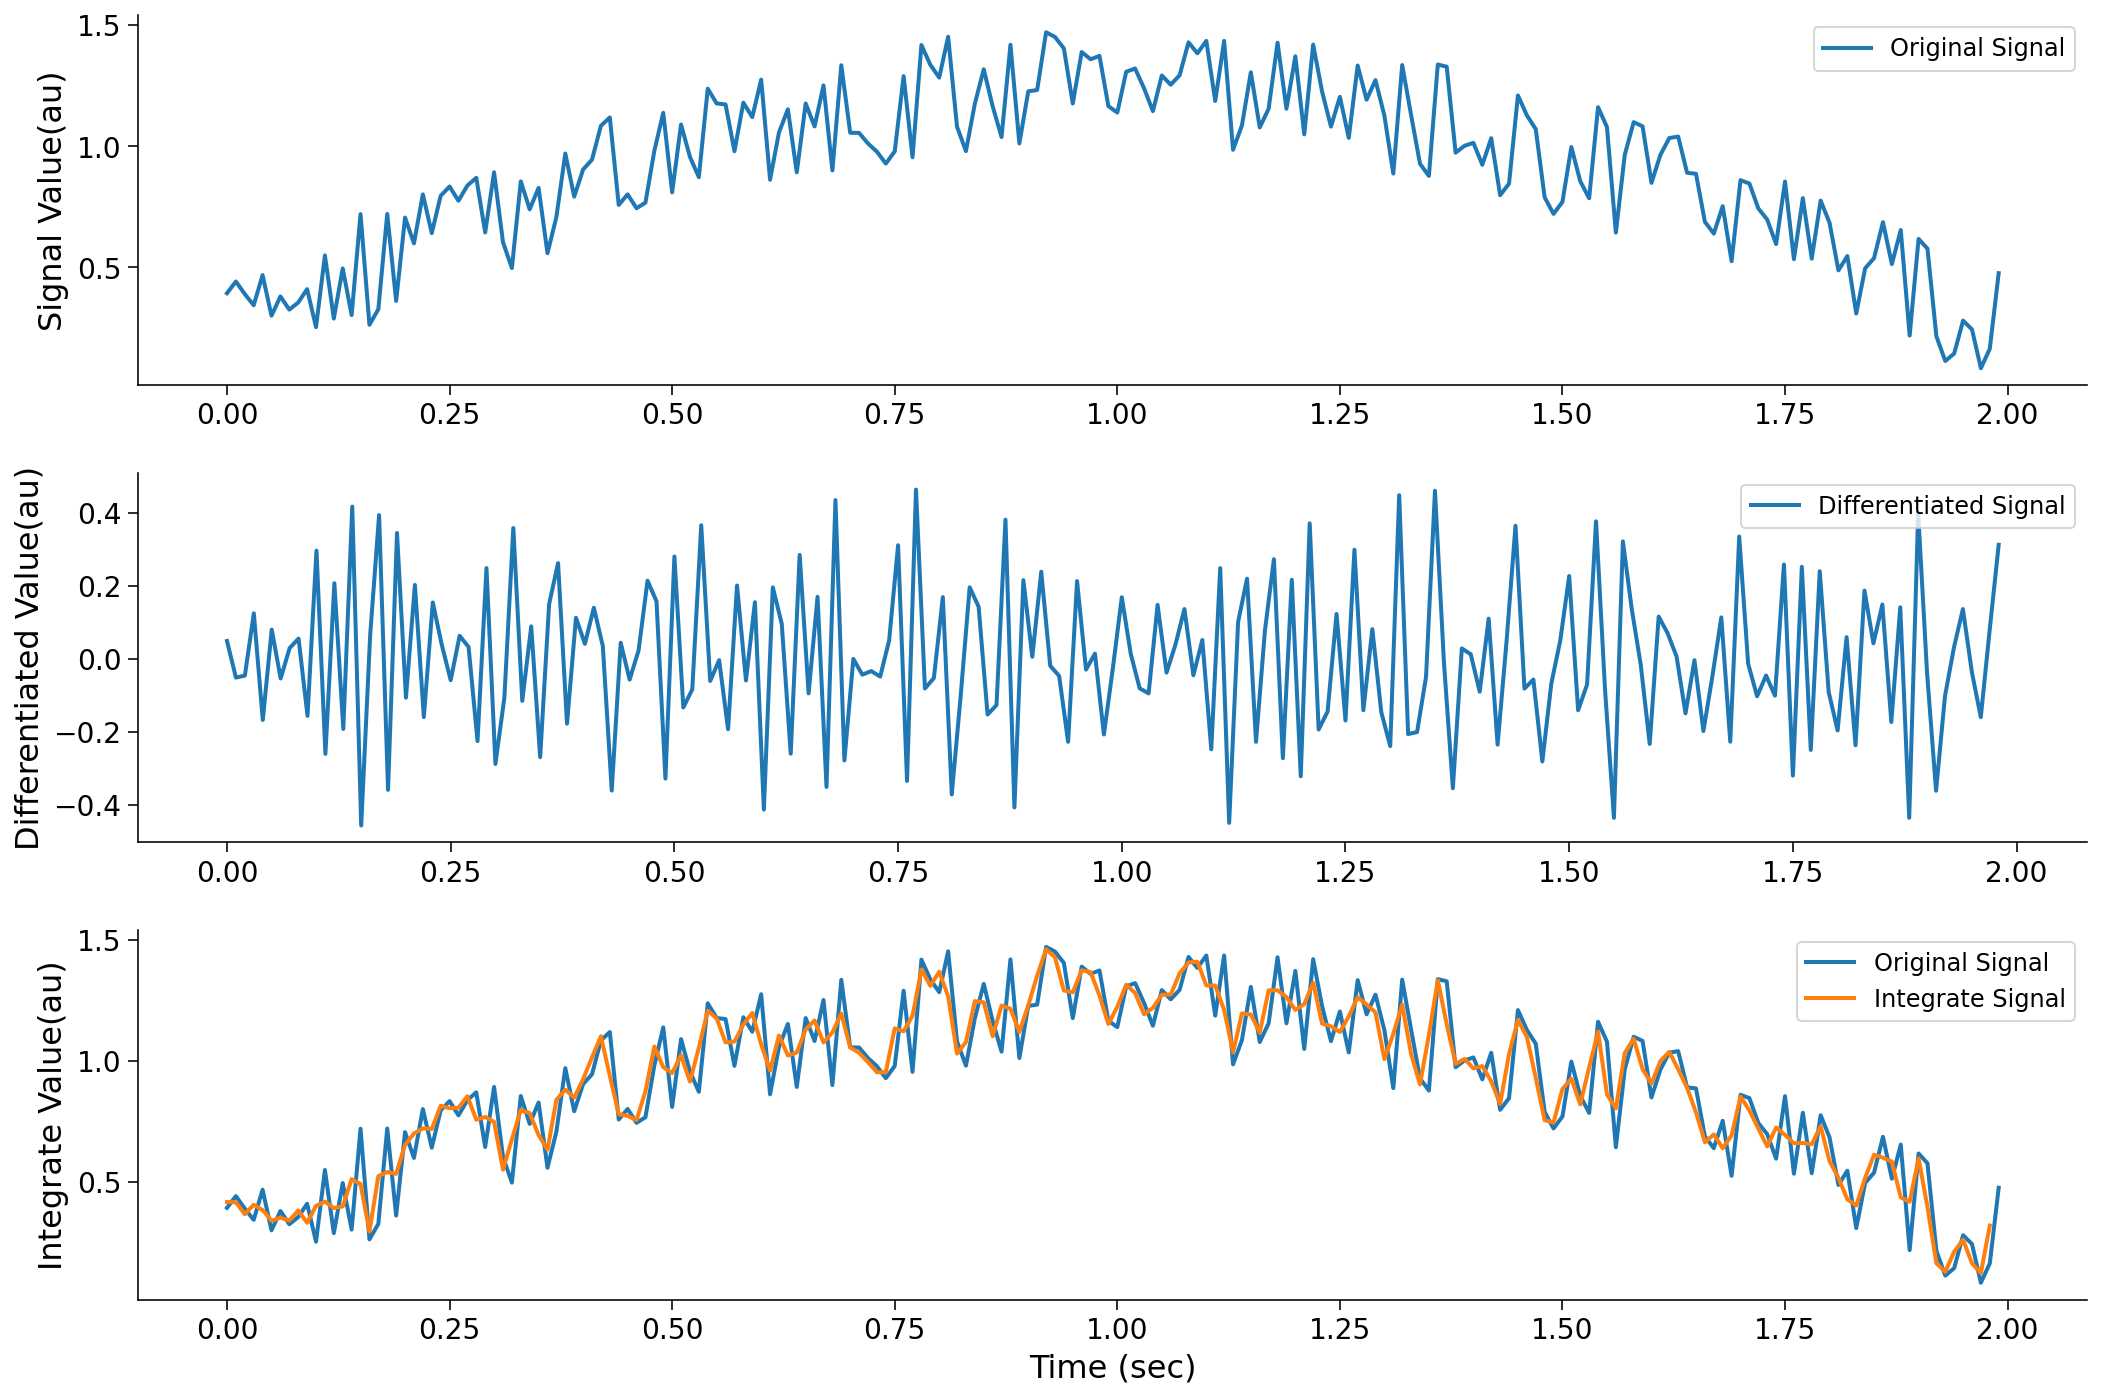 Signal Value(au)
1.5
1.0
0.5
Original Signal
0.00 0.25 0.50 0.75 1.00 1.25 1.50 1.75 2.00
Differentiated Value(au)
0.4
0.2
0.0
−0.2
−0.4
Differentiated Signal
0.00 0.25 0.50 0.75 1.00 1.25 1.50 1.75 2.00
Integrate Value(au)
1.5
1.0
0.5
Original Signal
Integrate Signal
0.00 0.25 0.50 0.75 1.00 1.25 1.50 1.75 2.00
Time (sec)